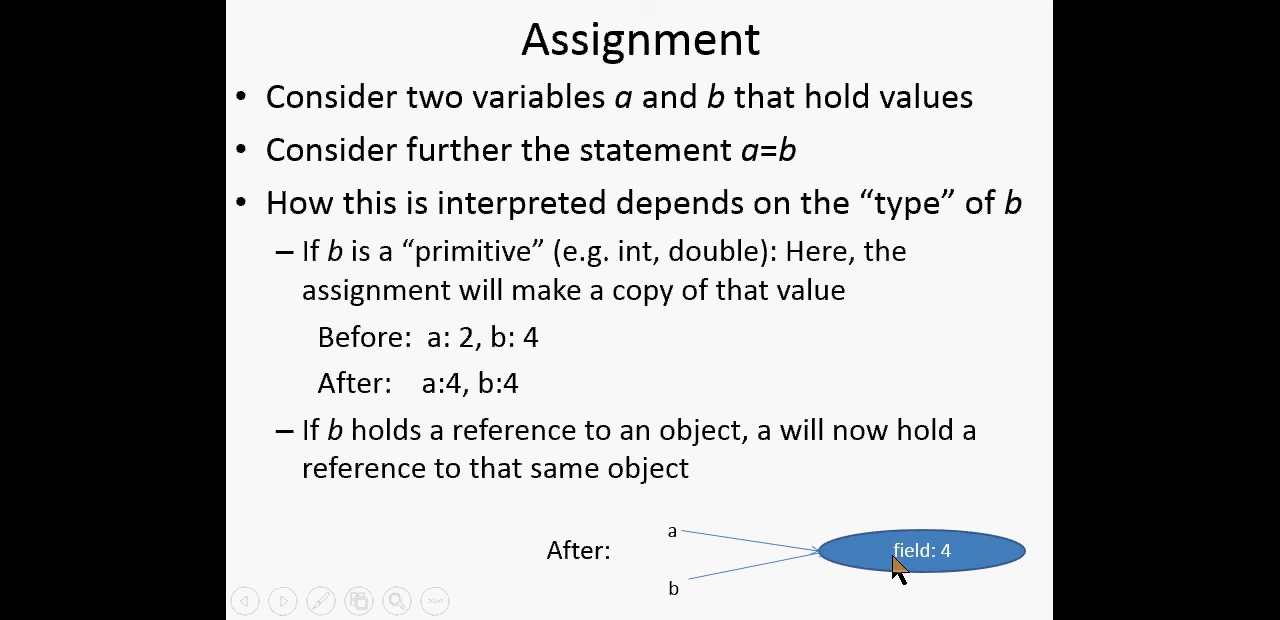 Assignment
• Consider two variables a and b that hold values
• Consider further the statement a=b
• How this is interpreted depends on the “type” of b
– If b is a “primitive” (e.g. int, double): Here, the
assignment will make a copy of that value
Before: a: 2, b: 4
After: a:4, b:4
– If b holds a reference to an object, a will now hold a
reference to that same object
a
After:
field: 4
b